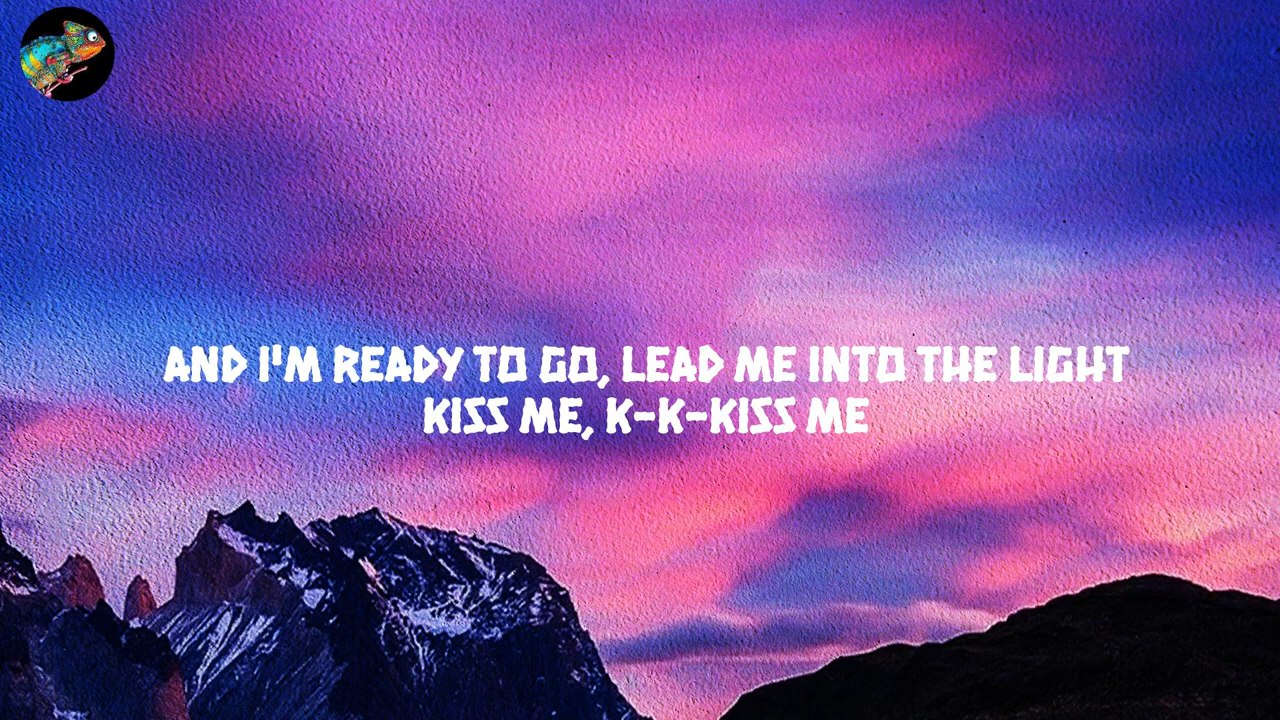 AND I'M READY TO GO, LEAD ME INTO THE LIGHT
KISS ME, K-K-KISS ME